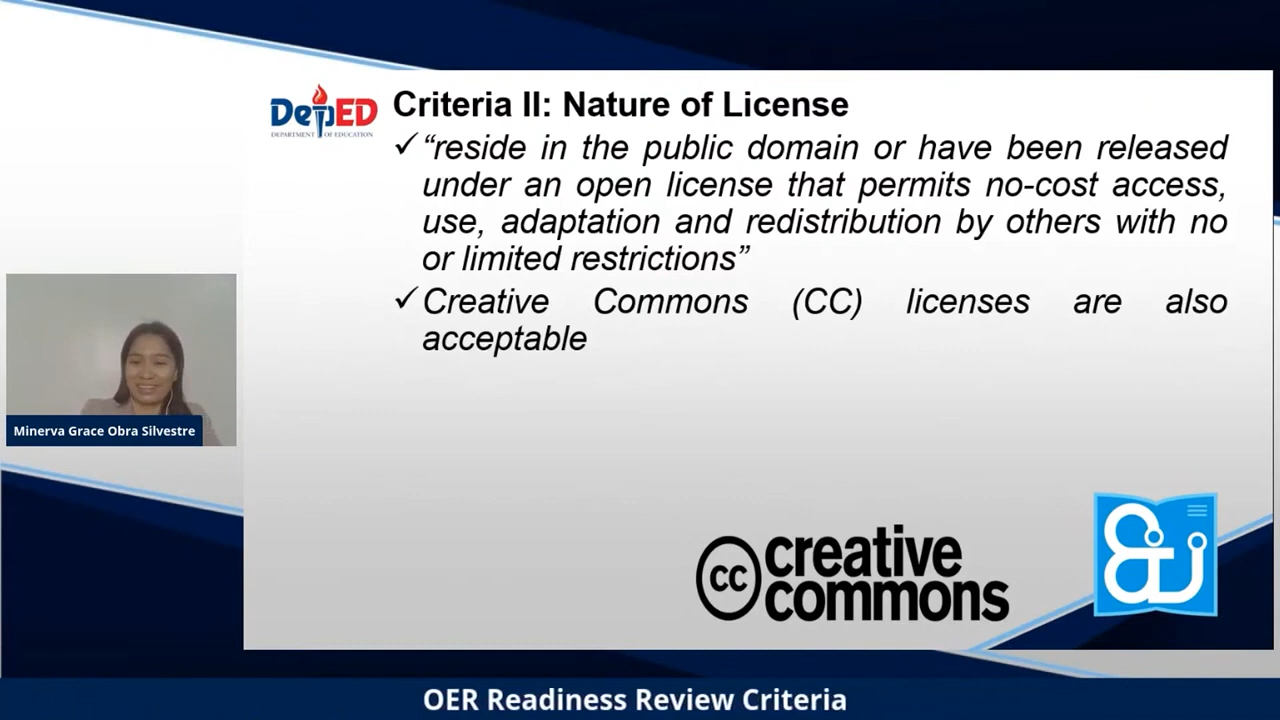 DepED
DEPARTMENT OF EDUCATION
Criteria II: Nature of License
✓ “reside in the public domain or have been released
under an open license that permits no-cost access,
use, adaptation and redistribution by others with no
or limited restrictions”
✓ Creative Commons (CC) licenses are also
acceptable
Minerva Grace Obra Silvestre
cc creative
commons
OER Readiness Review Criteria